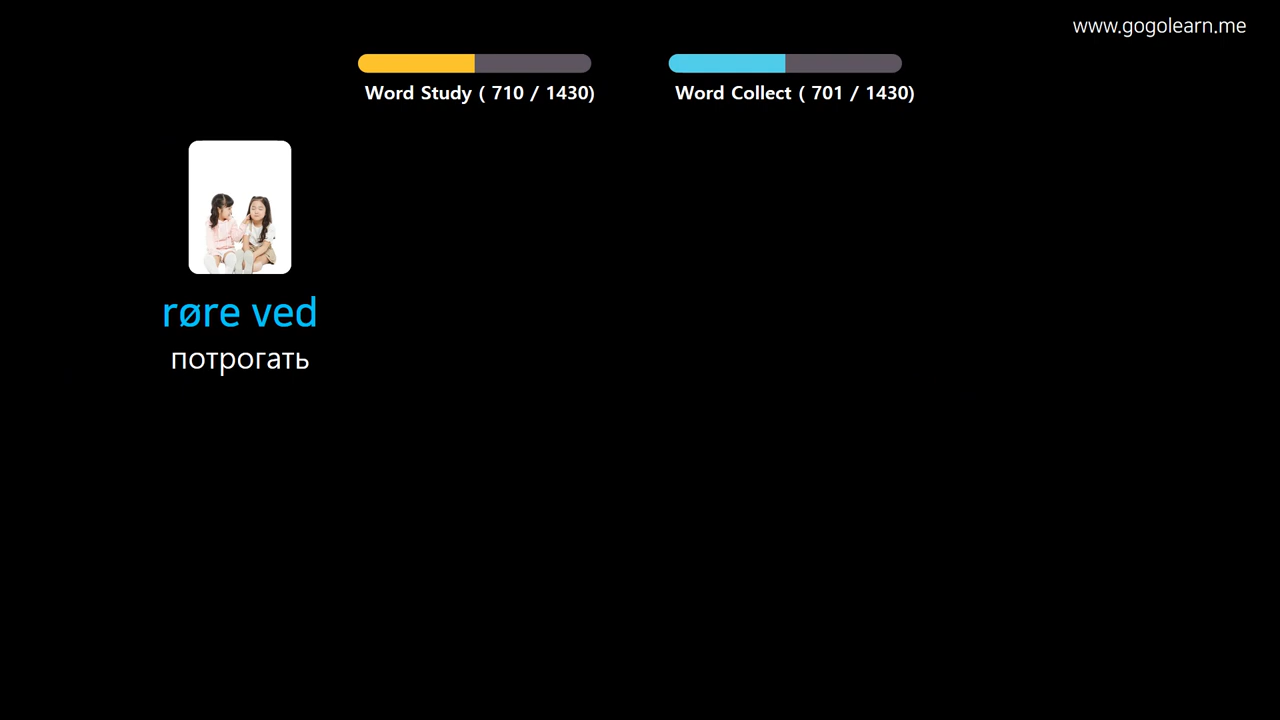 www.gogolearn.me
Word Study ( 710 / 1430)
Word Collect ( 701 / 1430)
røre ved
потрогать